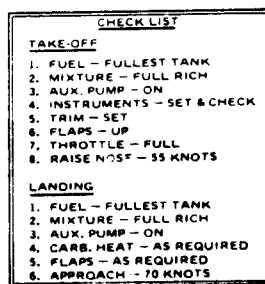 CHECK LIST
TAKE-OFF
1. FUEL – FULLEST TANK
2. MIXTURE – FULL RICH
3. AUX. PUMP – ON
4. INSTRUMENTS – SET & CHECK
5. TRIM – SET
6. FLAPS – UP
7. THROTTLE – FULL
8. RAISE NOSE – 55 KNOTS
LANDING
1. FUEL – FULLEST TANK
2. MIXTURE – FULL RICH
3. AUX. PUMP – ON
4. CARB. HEAT – AS REQUIRED
5. FLAPS – AS REQUIRED
6. APPROACH – 70 KNOTS